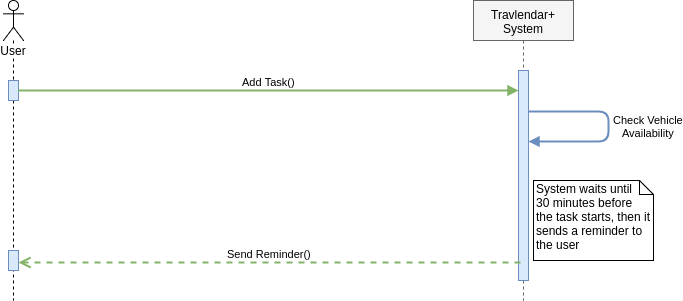 Travlendar+
System
User
Add Task()
Check Vehicle
Availability
System waits until
30 minutes before
the task starts, then it
sends a reminder to
the user
Send Reminder()